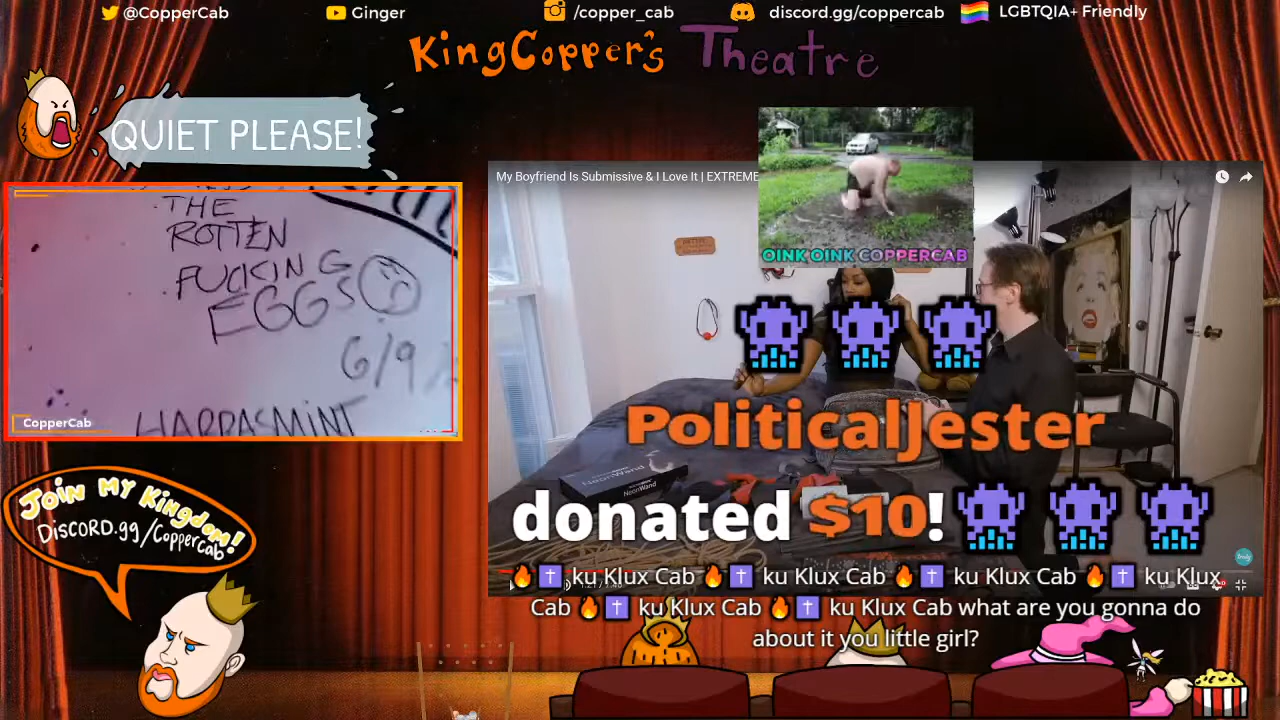 @CopperCab
Ginger
/copper_cab
discord.gg/coppercab
LGBTQIA+ Friendly
KingCopper's Theatre
QUIET PLEASE!
My Boyfriend Is Submissive & I Love It | EXTREME
OINK OINK COPPERCAB
THE
ROTTEN
FUCKING
EGGS
6/9/
HARRASMINT
CopperCab
NeonWand
NeonWand
PoliticalJester
donated $10!
🔥✝️ ku Klux Cab 🔥✝️ ku Klux Cab 🔥✝️ ku Klux Cab 🔥✝️ ku Klux
Cab 🔥✝️ ku Klux Cab 🔥✝️ ku Klux Cab what are you gonna do
about it you little girl?
JOIN MY KINGDOM!
DISCORD.gg/Coppercab